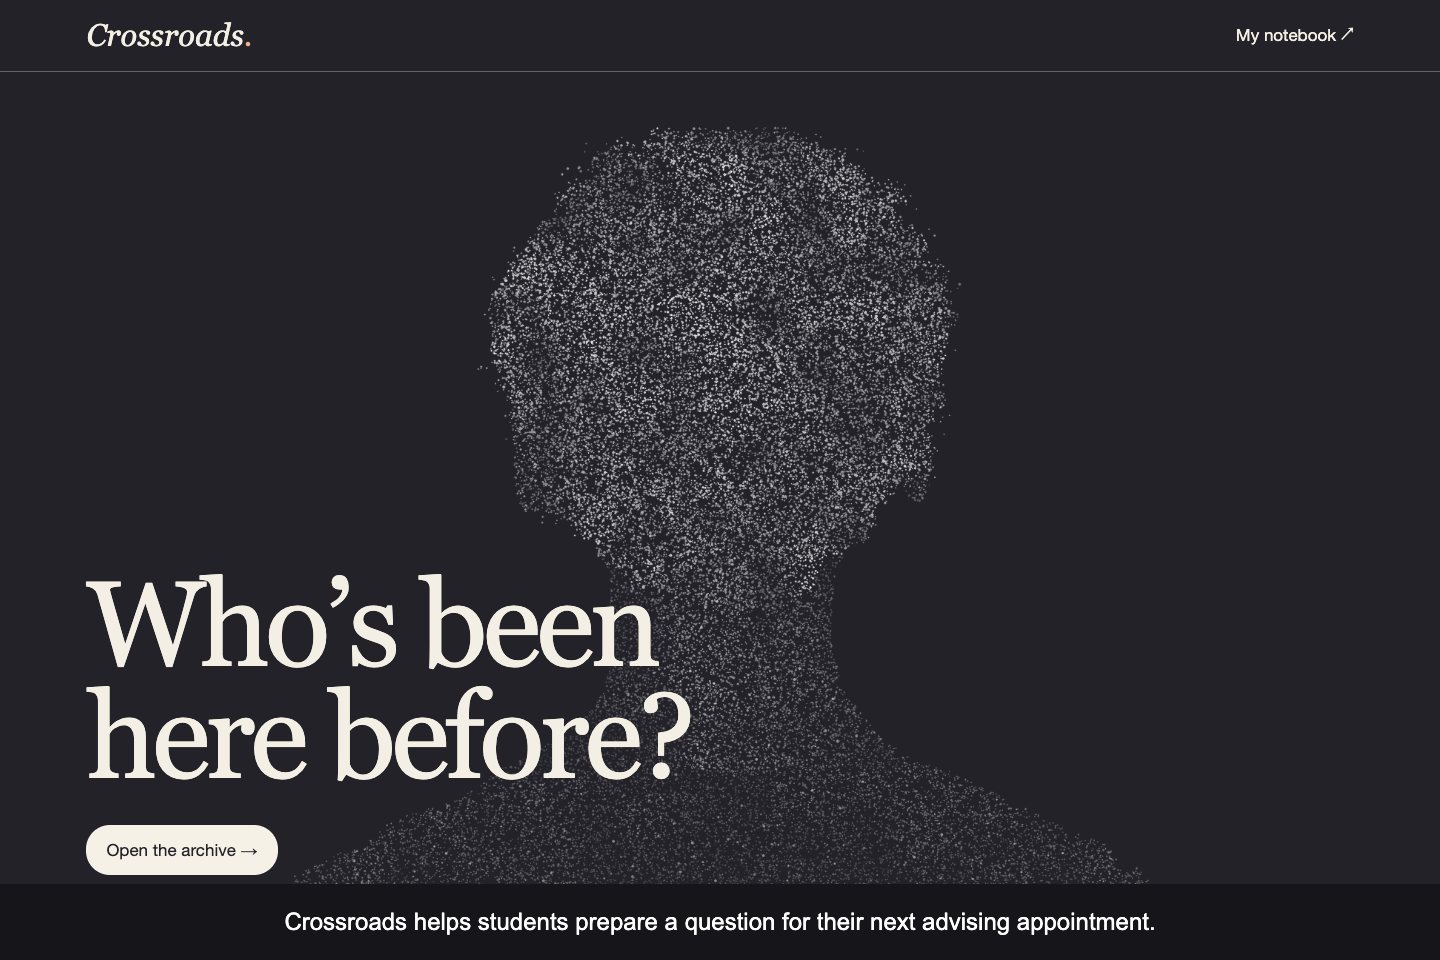 Crossroads.
My notebook ↗
Who’s been
here before?
Open the archive →
Crossroads helps students prepare a question for their next advising appointment.